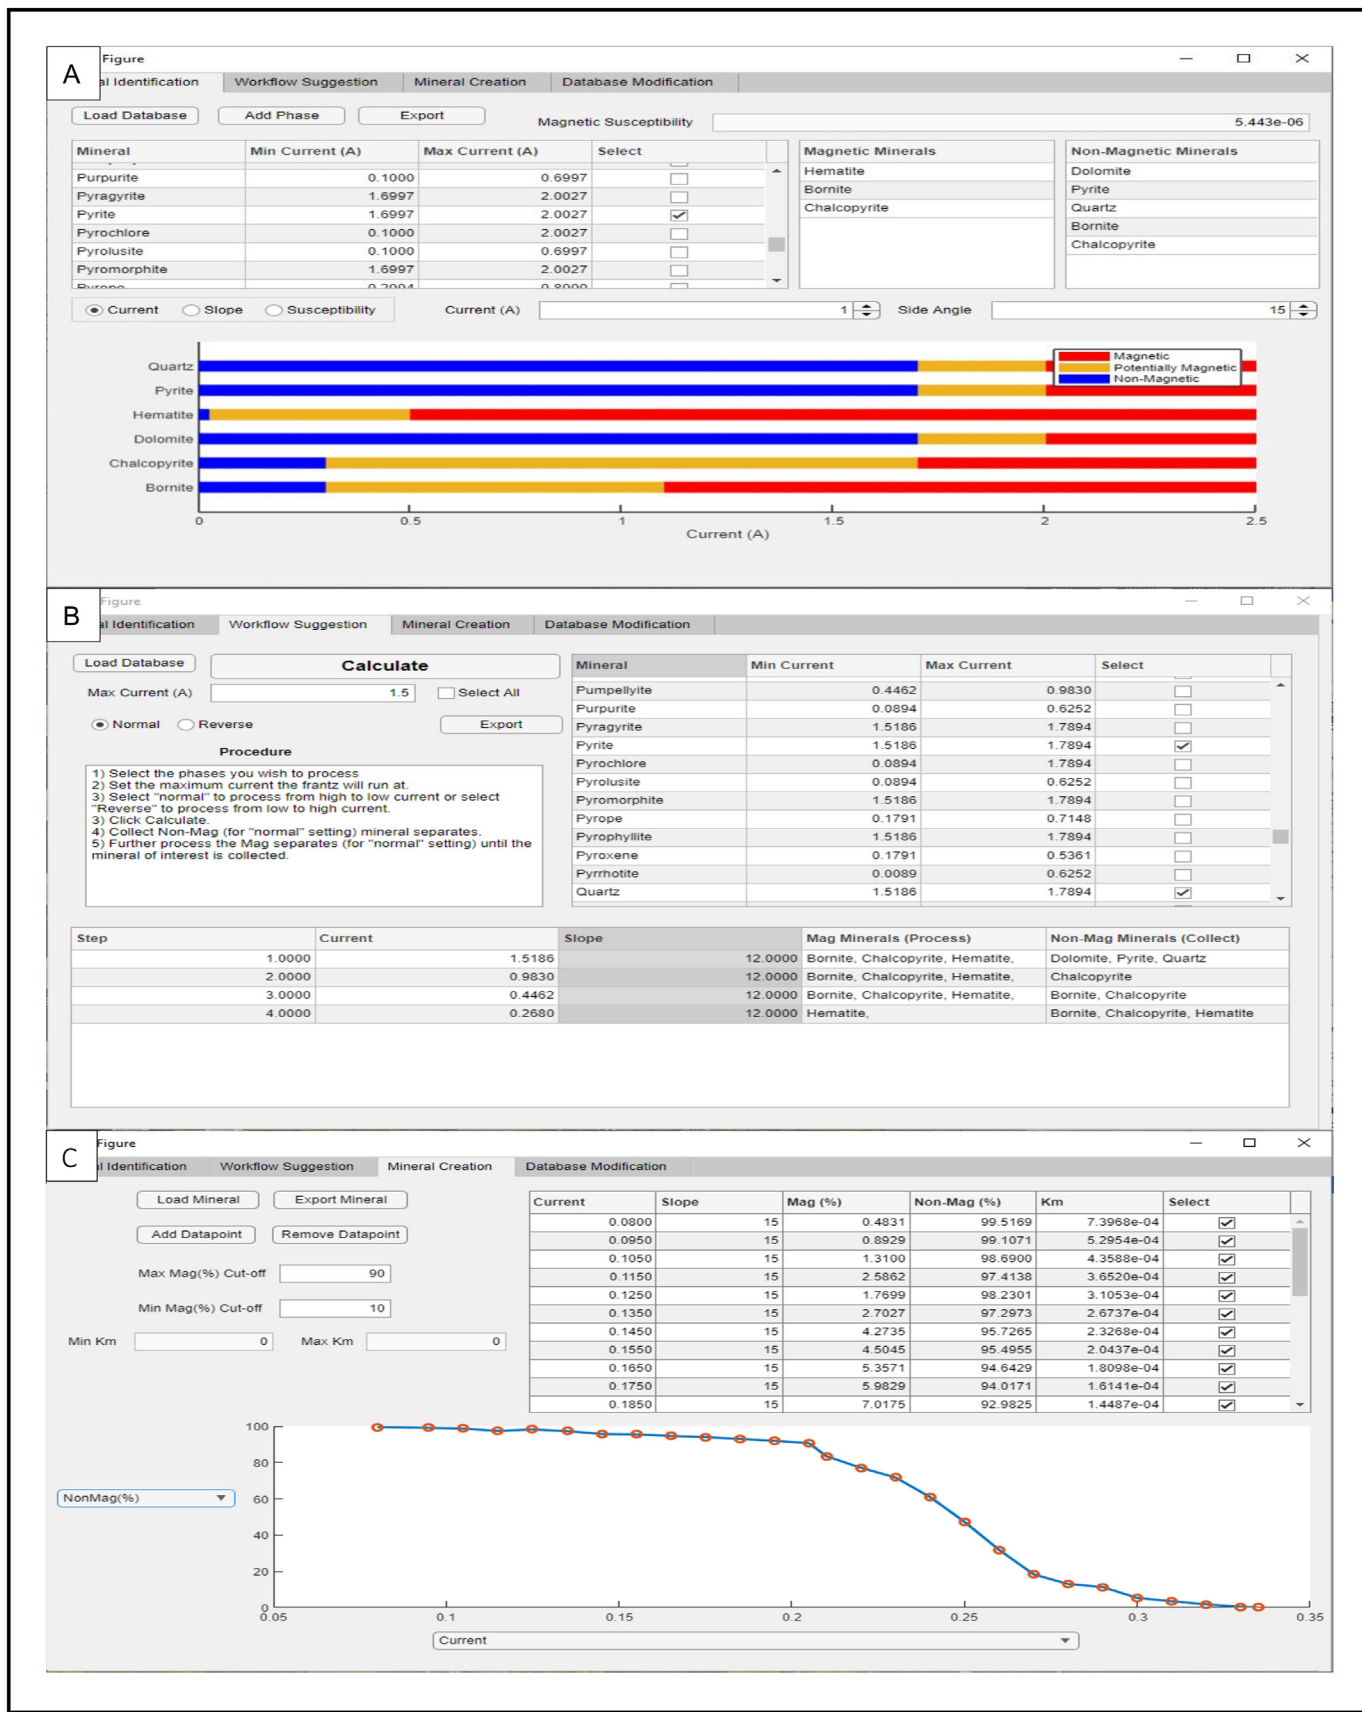 A
Figure
al Identification Workflow Suggestion Mineral Creation Database Modification
Load Database Add Phase Export Magnetic Susceptibility 5.443e-06
Mineral Min Current (A) Max Current (A) Select
Purpurite 0.1000 0.6997
Pyragyrite 1.6997 2.0027
Pyrite 1.6997 2.0027
Pyrochlore 0.1000 2.0027
Pyrolusite 0.1000 0.6997
Pyromorphite 1.6997 2.0027
Pyrope 0.2004 0.8000
Magnetic Minerals
Hematite
Bornite
Chalcopyrite
Non-Magnetic Minerals
Dolomite
Pyrite
Quartz
Bornite
Chalcopyrite
Current Slope Susceptibility Current (A) 1 Side Angle 15
Magnetic
Potentially Magnetic
Non-Magnetic
Quartz
Pyrite
Hematite
Dolomite
Chalcopyrite
Bornite
0 0.5 1 1.5 2 2.5
Current (A)
B
Figure
al Identification Workflow Suggestion Mineral Creation Database Modification
Load Database Calculate
Max Current (A) 1.5 Select All
Normal Reverse Export
Procedure
1) Select the phases you wish to process
2) Set the maximum current the frantz will run at.
3) Select "normal" to process from high to low current or select
"Reverse" to process from low to high current.
3) Click Calculate.
4) Collect Non-Mag (for "normal" setting) mineral separates.
5) Further process the Mag separates (for "normal" setting) until the
mineral of interest is collected.
Mineral Min Current Max Current Select
Pumpellyite 0.4462 0.9830
Purpurite 0.0894 0.6252
Pyragyrite 1.5186 1.7894
Pyrite 1.5186 1.7894
Pyrochlore 0.0894 1.7894
Pyrolusite 0.0894 0.6252
Pyromorphite 1.5186 1.7894
Pyrope 0.1791 0.7148
Pyrophyllite 1.5186 1.7894
Pyroxene 0.1791 0.5361
Pyrrhotite 0.0089 0.6252
Quartz 1.5186 1.7894
Step Current Slope Mag Minerals (Process) Non-Mag Minerals (Collect)
1.0000 1.5186 12.0000 Bornite, Chalcopyrite, Hematite, Dolomite, Pyrite, Quartz
2.0000 0.9830 12.0000 Bornite, Chalcopyrite, Hematite, Chalcopyrite
3.0000 0.4462 12.0000 Bornite, Chalcopyrite, Hematite, Bornite, Chalcopyrite
4.0000 0.2680 12.0000 Hematite, Bornite, Chalcopyrite, Hematite
C
Figure
l Identification Workflow Suggestion Mineral Creation Database Modification
Load Mineral Export Mineral
Add Datapoint Remove Datapoint
Max Mag(%) Cut-off 90
Min Mag(%) Cut-off 10
Min Km 0 Max Km 0
Current Slope Mag (%) Non-Mag (%) Km Select
0.0800 15 0.4831 99.5169 7.3968e-04
0.0950 15 0.8929 99.1071 5.2954e-04
0.1050 15 1.3100 98.6900 4.3588e-04
0.1150 15 2.5862 97.4138 3.6520e-04
0.1250 15 1.7699 98.2301 3.1053e-04
0.1350 15 2.7027 97.2973 2.6737e-04
0.1450 15 4.2735 95.7265 2.3268e-04
0.1550 15 4.5045 95.4955 2.0437e-04
0.1650 15 5.3571 94.6429 1.8098e-04
0.1750 15 5.9829 94.0171 1.6141e-04
0.1850 15 7.0175 92.9825 1.4487e-04
NonMag(%)
100
80
60
40
20
0
0.05 0.1 0.15 0.2 0.25 0.3 0.35
Current